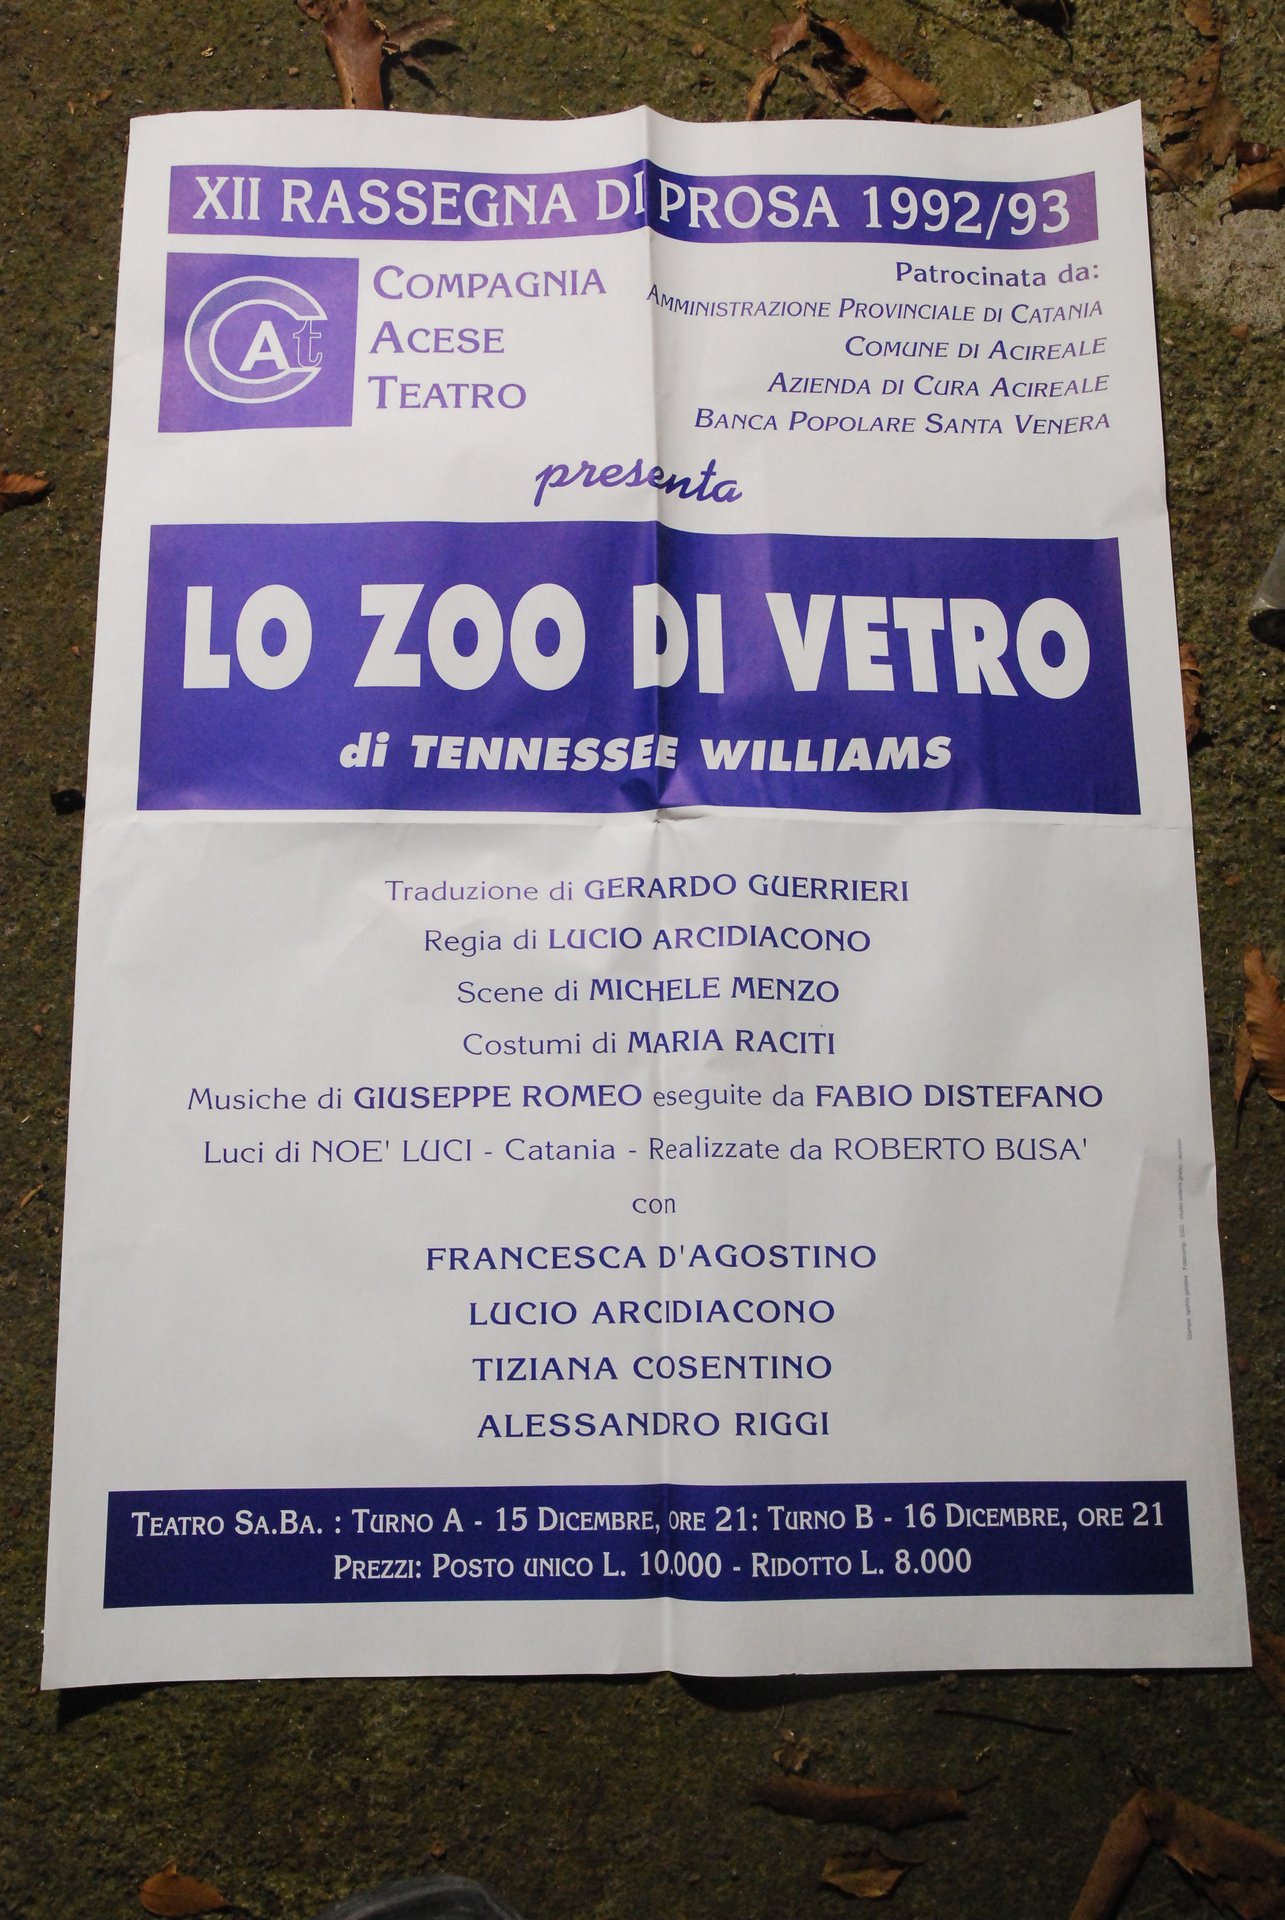 XII RASSEGNA DI PROSA 1992/93
CAt
COMPAGNIA
ACESE
TEATRO
Patrocinata da:
AMMINISTRAZIONE PROVINCIALE DI CATANIA
COMUNE DI ACIREALE
AZIENDA DI CURA ACIREALE
BANCA POPOLARE SANTA VENERA
presenta
LO ZOO DI VETRO
di TENNESSEE WILLIAMS
Traduzione di GERARDO GUERRIERI
Regia di LUCIO ARCIDIACONO
Scene di MICHELE MENZO
Costumi di MARIA RACITI
Musiche di GIUSEPPE ROMEO eseguite da FABIO DISTEFANO
Luci di NOE' LUCI - Catania - Realizzate da ROBERTO BUSA'
con
FRANCESCA D'AGOSTINO
LUCIO ARCIDIACONO
TIZIANA COSENTINO
ALESSANDRO RIGGI
TEATRO SA.BA. : TURNO A - 15 DICEMBRE, ORE 21: TURNO B - 16 DICEMBRE, ORE 21
PREZZI: POSTO UNICO L. 10.000 - RIDOTTO L. 8.000